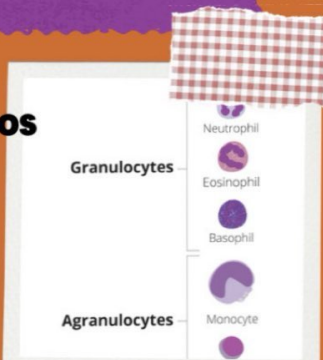 os
Neutrophil
Granulocytes
Eosinophil
Basophil
Agranulocytes
Monocyte